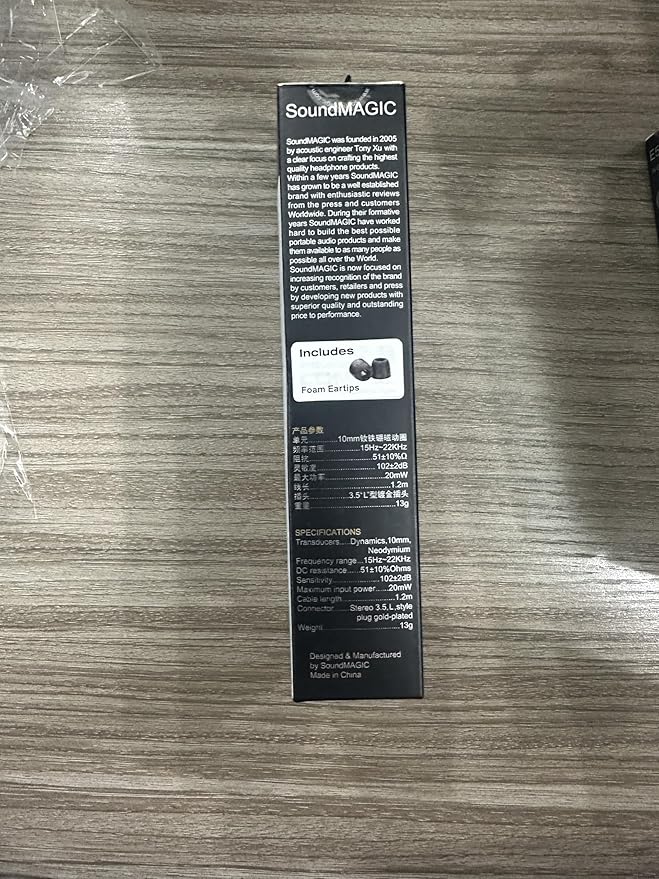 SoundMAGIC
SoundMAGIC was founded in 2005
by acoustic engineer Tony Xu with
a clear focus on crafting the highest
quality headphone products.
Within a few years SoundMAGIC
has grown to be a well established
brand with enthusiastic reviews
from the press and customers
Worldwide. During their formative
years SoundMAGIC have worked
hard to build the best possible
portable audio products and make
them available to as many people as
possible all over the World.
SoundMAGIC is now focused on
increasing recognition of the brand
by customers, retailers and press
by developing new products with
superior quality and outstanding
price to performance.
Includes
Foam Eartips
产品参数
单元..........10mm钕铁硼磁动圈
频率范围..........15Hz~22KHz
阻抗..........51±10%Ω
灵敏度..........102±2dB
最大功率..........20mW
线长..........1.2m
插头..........3.5"L"型镀金插头
重量..........13g
SPECIFICATIONS
Transducers.....Dynamics,10mm,
Neodymium
Frequency range...15Hz~22KHz
DC resistance.....51±10%Ohms
Sensitivity..........102±2dB
Maximum input power....20mW
Cable length..........1.2m
Connector.....Stereo 3.5, L.style
plug gold-plated
Weight..........13g
Designed & Manufactured
by SoundMAGIC
Made in China